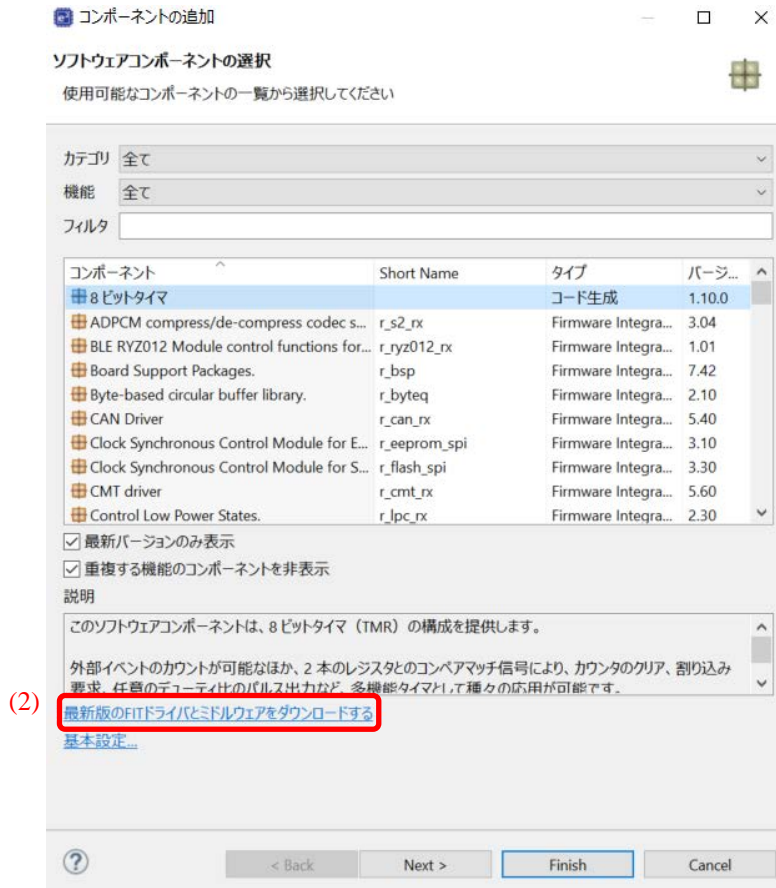 コンポーネントの追加
ソフトウェアコンポーネントの選択
使用可能なコンポーネントの一覧から選択してください
カテゴリ 全て
機能 全て
フィルタ
コンポーネント Short Name タイプ バージ...
8 ビットタイマ コード生成 1.10.0
ADPCM compress/de-compress codec s... r_s2_rx Firmware Integra... 3.04
BLE RYZ012 Module control functions for... r_ryz012_rx Firmware Integra... 1.01
Board Support Packages. r_bsp Firmware Integra... 7.42
Byte-based circular buffer library. r_byteq Firmware Integra... 2.10
CAN Driver r_can_rx Firmware Integra... 5.40
Clock Synchronous Control Module for E... r_eeprom_spi Firmware Integra... 3.10
Clock Synchronous Control Module for S... r_flash_spi Firmware Integra... 3.30
CMT driver r_cmt_rx Firmware Integra... 5.60
Control Low Power States. r_lpc_rx Firmware Integra... 2.30
最新バージョンのみ表示
重複する機能のコンポーネントを非表示
説明
このソフトウェアコンポーネントは、8 ビットタイマ（TMR）の構成を提供します。
外部イベントのカウントが可能なほか、2 本のレジスタとのコンペアマッチ信号により、カウンタのクリア、割り込み
要求、任意のデューティ比のパルス出力など、多機能タイマとして種々の応用が可能です。
(2) 最新版のFITドライバとミドルウェアをダウンロードする
基本設定...
? < Back Next > Finish Cancel